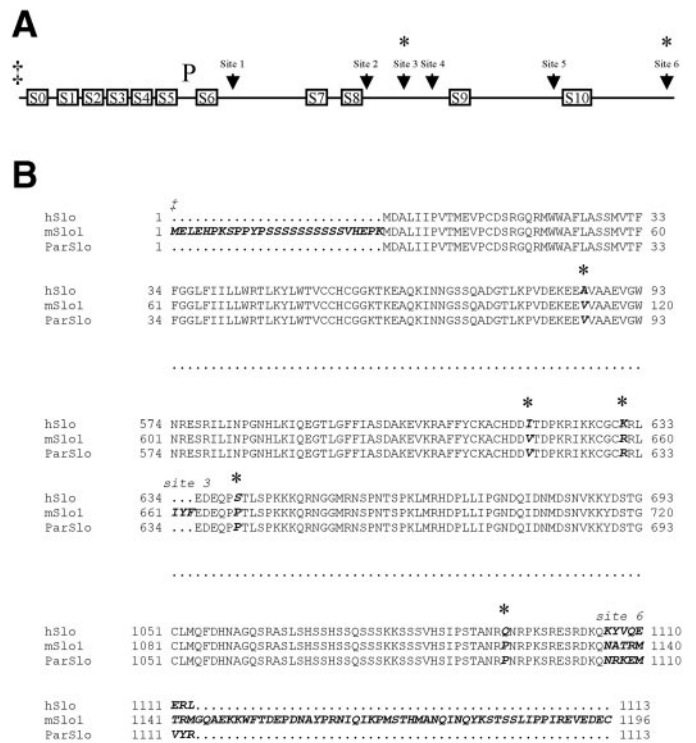 A
‡ P Site 1 Site 2 * Site 3 Site 4 Site 5 * Site 6
S0 S1 S2 S3 S4 S5 S6 S7 S8 S9 S10
B
‡
hSlo 1 ...........................MDALIIPVTMEVPCDSRGQRMWWAFLASSMVTF 33
mSlo1 1 MELEHPKSPPYPSSSSSSSSSSVHEPKMDALIIPVTMEVPCDSRGQRMWWAFLASSMVTF 60
ParSlo 1 ...........................MDALIIPVTMEVPCDSRGQRMWWAFLASSMVTF 33
*
hSlo 34 FGGLFIILLWRTLKYLWTVCCHCGGKTKEAQKINNGSSQADGTLKPVDEKEEAVAAEVGW 93
mSlo1 61 FGGLFIILLWRTLKYLWTVCCHCGGKTKEAQKINNGSSQADGTLKPVDEKEEVVAAEVGW 120
ParSlo 34 FGGLFIILLWRTLKYLWTVCCHCGGKTKEAQKINNGSSQADGTLKPVDEKEEVVAAEVGW 93
............................................................
* *
hSlo 574 NRESRILINPGNHLKIQEGTLGFFIASDAKEVKRAFFYCKACHDDITDPKRIKKCGCKRL 633
mSlo1 601 NRESRILINPGNHLKIQEGTLGFFIASDAKEVKRAFFYCKACHDDVTDPKRIKKCGCRRL 660
ParSlo 574 NRESRILINPGNHLKIQEGTLGFFIASDAKEVKRAFFYCKACHDDVTDPKRIKKCGCRRL 633
site 3 *
hSlo 634 ...EDEQPSTLSPKKKQRNGGMRNSPNTSPKLMRHDPLLIPGNDQIDNMDSNVKKYDSTG 693
mSlo1 661 IYFEDEQPPTLSPKKKQRNGGMRNSPNTSPKLMRHDPLLIPGNDQIDNMDSNVKKYDSTG 720
ParSlo 634 ...EDEQPPTLSPKKKQRNGGMRNSPNTSPKLMRHDPLLIPGNDQIDNMDSNVKKYDSTG 693
............................................................
* site 6
hSlo 1051 CLMQFDHNAGQSRASLSHSSHSSQSSSKKSSSVHSIPSTANRQNRPKSRESRDKQKYVQE 1110
mSlo1 1081 CLMQFDHNAGQSRASLSHSSHSSQSSSKKSSSVHSIPSTANRPNRPKSRESRDKQNATRM 1140
ParSlo 1051 CLMQFDHNAGQSRASLSHSSHSSQSSSKKSSSVHSIPSTANRPNRPKSRESRDKQNRKEM 1110
hSlo 1111 ERL..................................................... 1113
mSlo1 1141 TRMGQAEKKWFTDEPDNAYPRNIQIKPMSTHMANQINQYKSTSSLIPPIREVEDEC 1196
ParSlo 1111 VYR..................................................... 1113